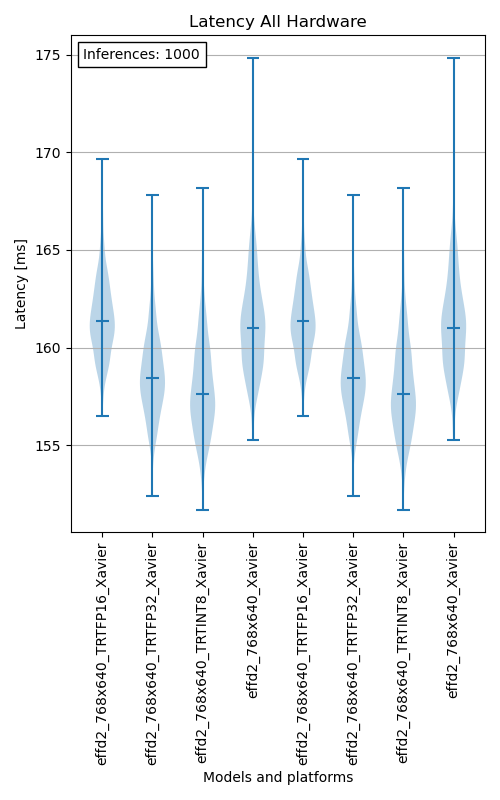 Latency All Hardware
Inferences: 1000
175
170
165
160
155
Latency [ms]
effd2_768x640_TRTFP16_Xavier
effd2_768x640_TRTFP32_Xavier
effd2_768x640_TRTINT8_Xavier
effd2_768x640_Xavier
effd2_768x640_TRTFP16_Xavier
effd2_768x640_TRTFP32_Xavier
effd2_768x640_TRTINT8_Xavier
effd2_768x640_Xavier
Models and platforms